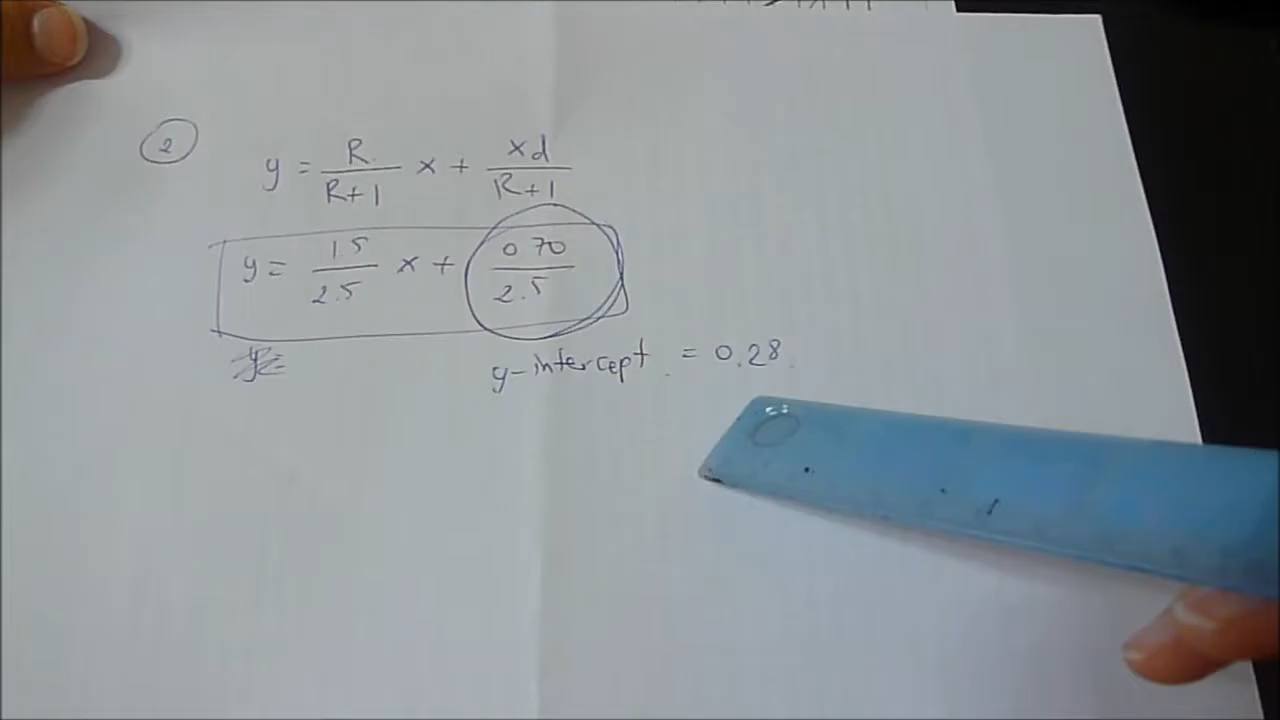 2
y = R/R+1 x + xd/R+1
y = 1.5/2.5 x + 0.70/2.5
y-intercept = 0.28.